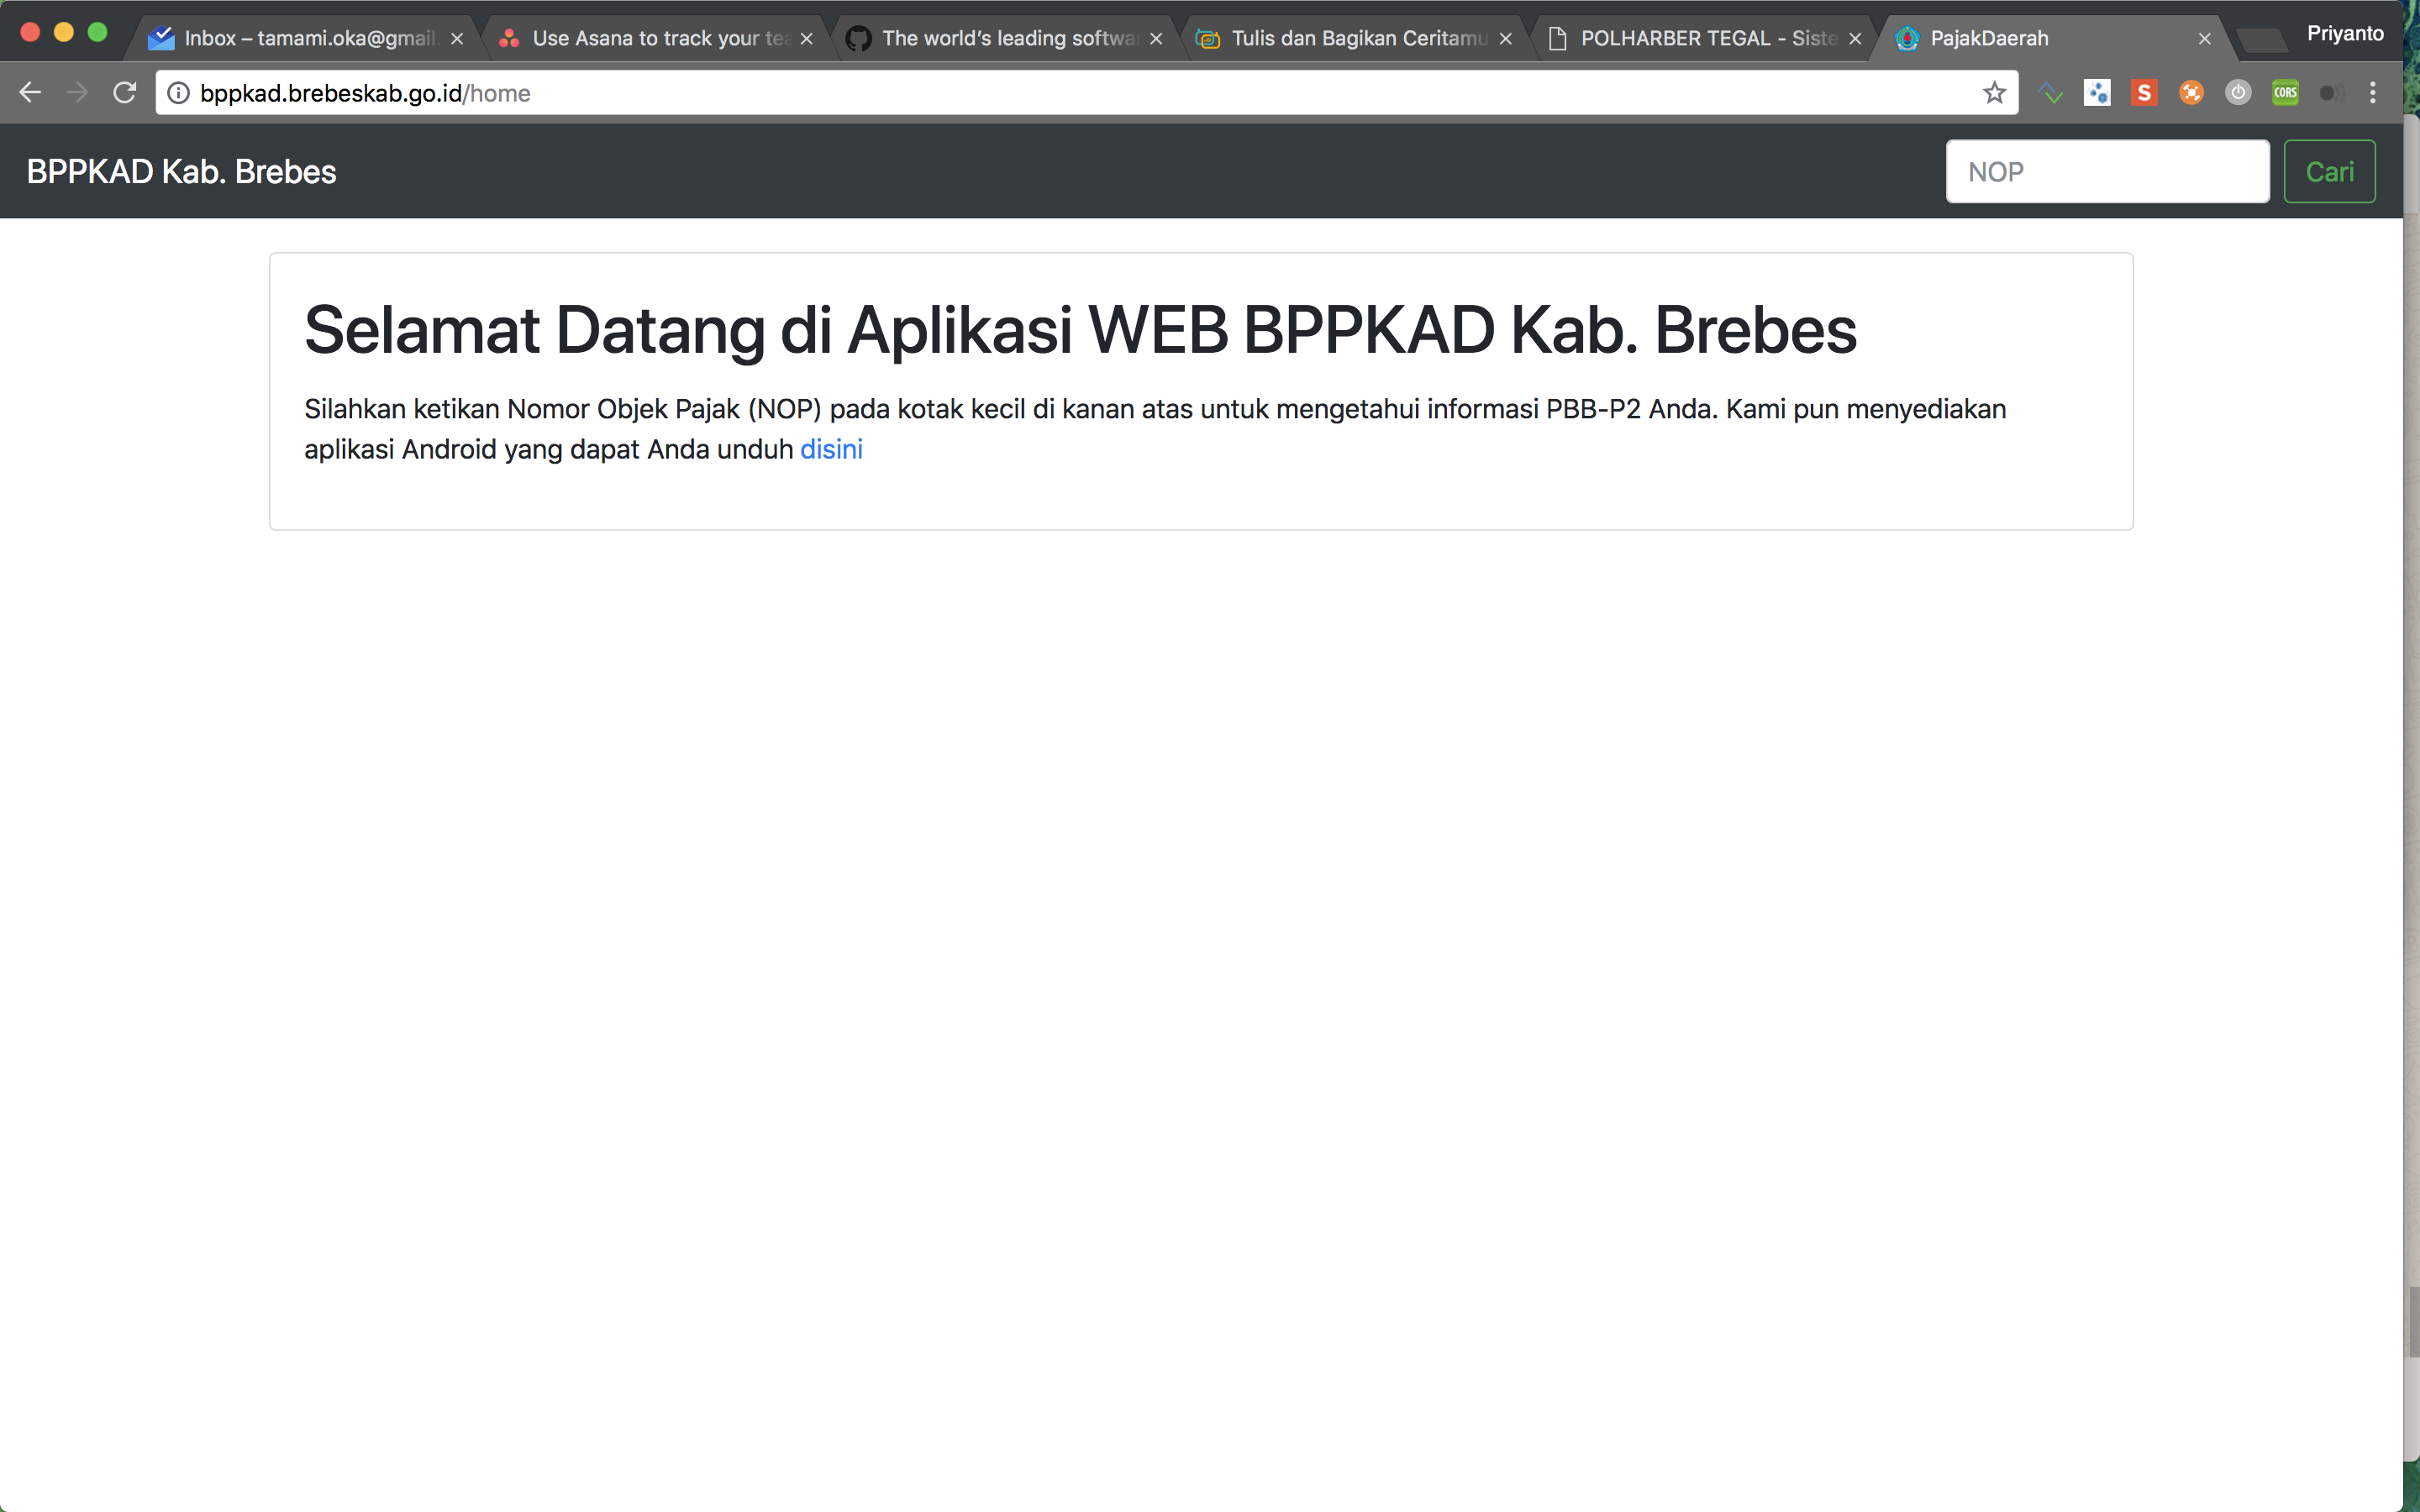 Inbox – tamami.oka@gmail.
Use Asana to track your tea
The world's leading softwar
Tulis dan Bagikan Ceritamu
POLHARBER TEGAL - Siste
PajakDaerah
Priyanto
bppkad.brebeskab.go.id/home
S
CORS
BPPKAD Kab. Brebes
NOP
Cari
Selamat Datang di Aplikasi WEB BPPKAD Kab. Brebes
Silahkan ketikan Nomor Objek Pajak (NOP) pada kotak kecil di kanan atas untuk mengetahui informasi PBB-P2 Anda. Kami pun menyediakan
aplikasi Android yang dapat Anda unduh disini